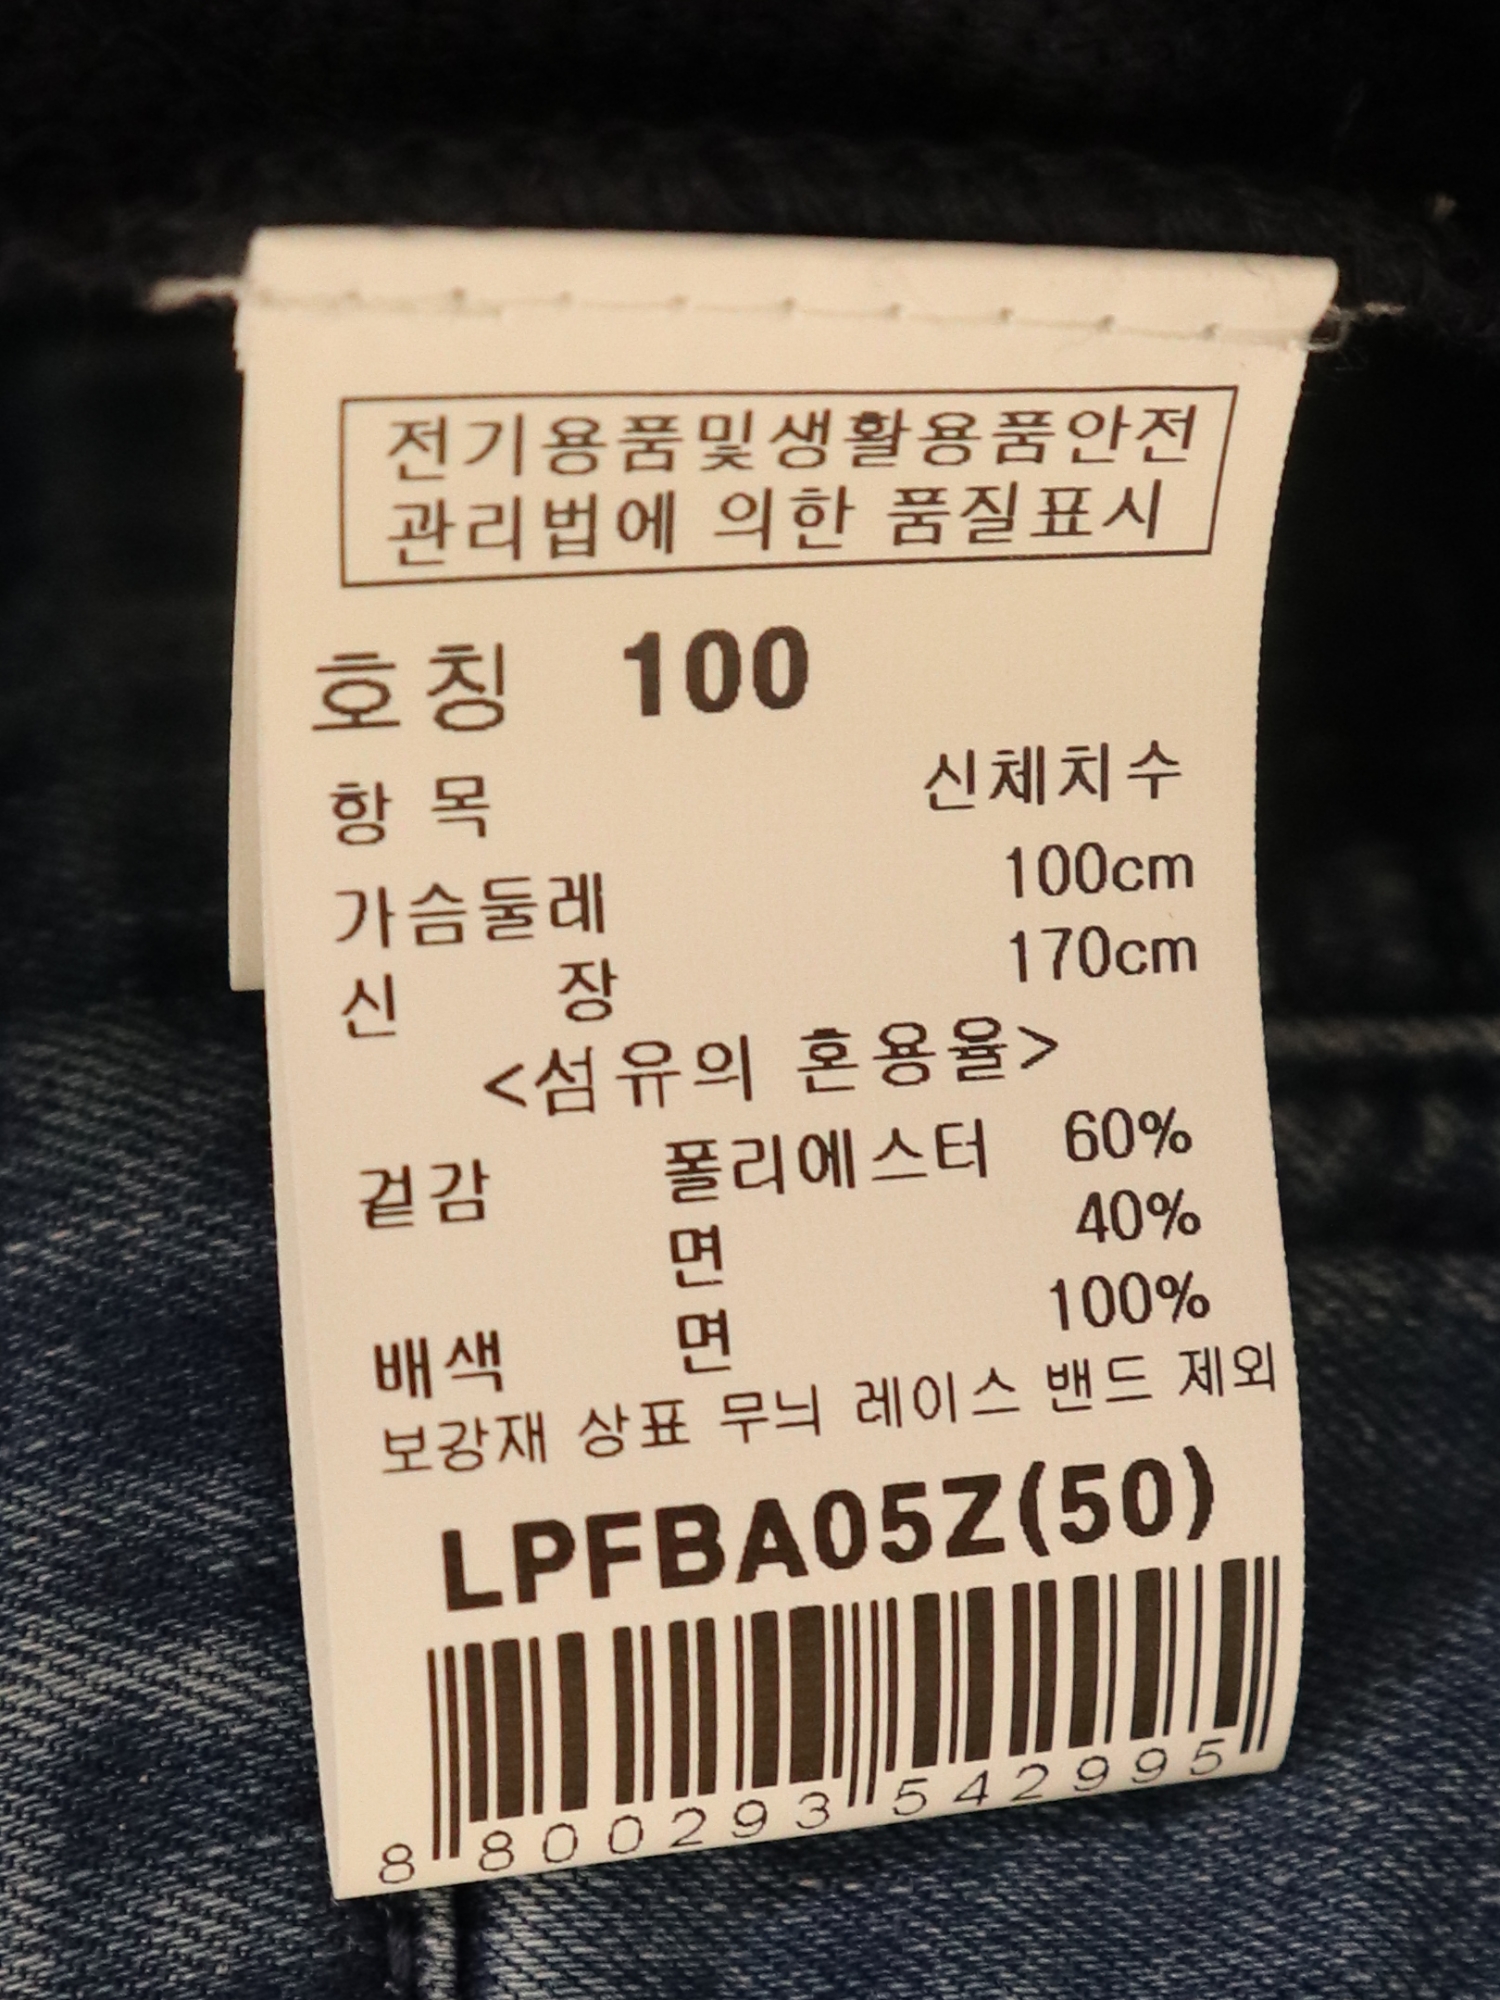 전기용품및생활용품안전
관리법에 의한 품질표시
호칭 100
항 목 신체치수
가슴둘레 100cm
신 장 170cm
<섬유의 혼용율>
겉감 폴리에스터 60%
면 40%
배색 면 100%
보강재 상표 무늬 레이스 밴드 제외
LPFBA05Z(50)
8 800293 542995